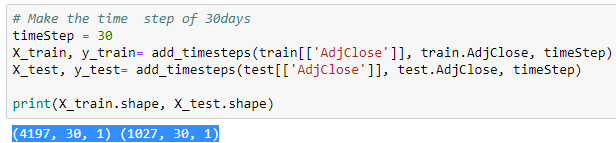 # Make the time  step of 30days
timeStep = 30
X_train, y_train= add_timesteps(train[['AdjClose']], train.AdjClose, timeStep)
X_test, y_test= add_timesteps(test[['AdjClose']], test.AdjClose, timeStep)
print(X_train.shape, X_test.shape)
(4197, 30, 1) (1027, 30, 1)